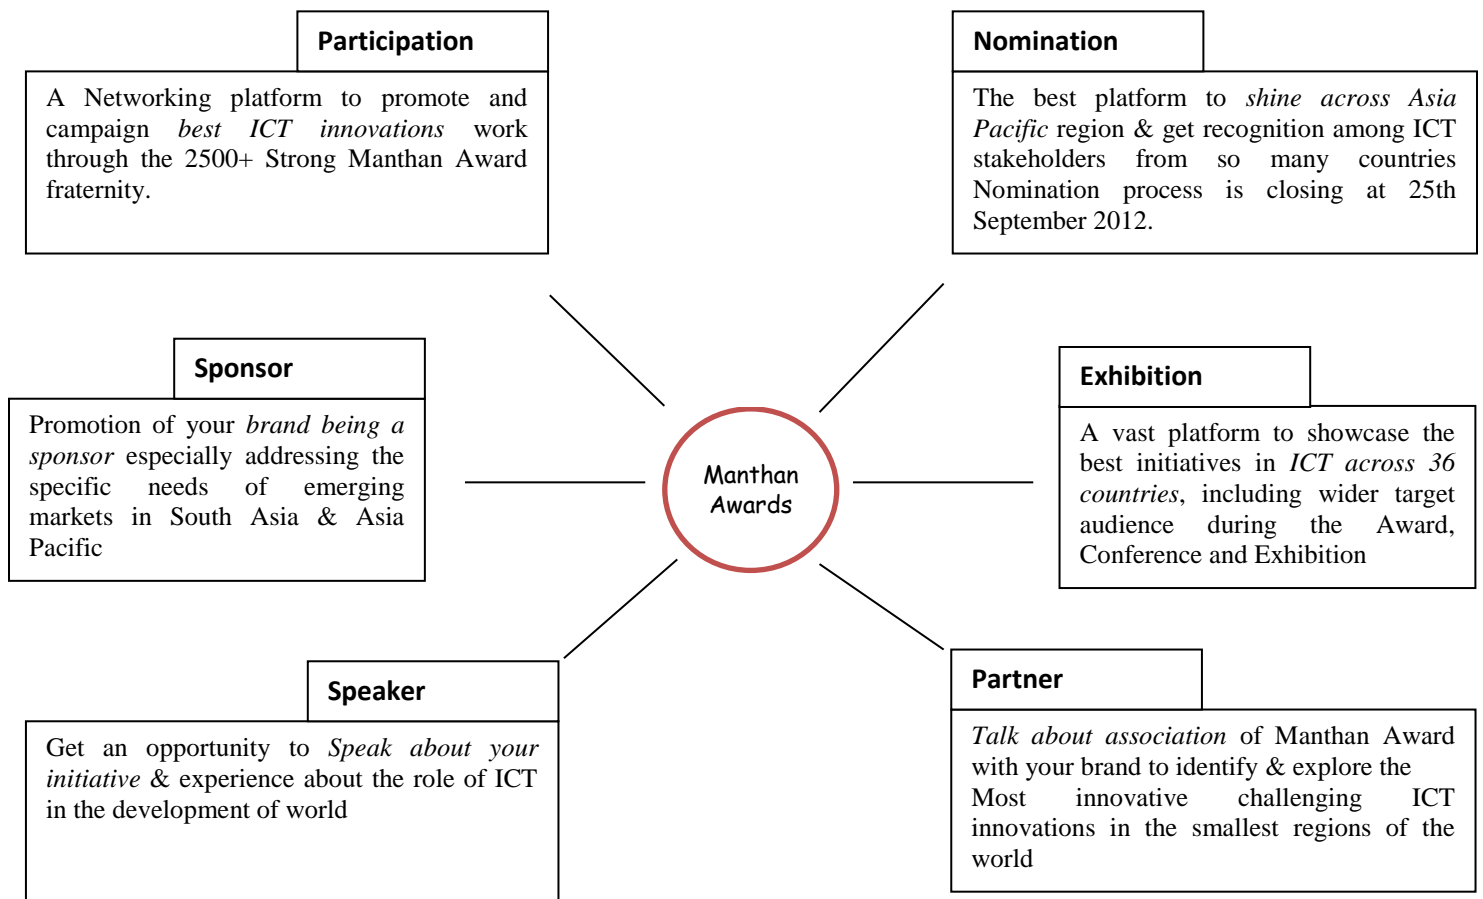 Participation
A Networking platform to promote and
campaign best ICT innovations work
through the 2500+ Strong Manthan Award
fraternity.
Nomination
The best platform to shine across Asia
Pacific region & get recognition among ICT
stakeholders from so many countries
Nomination process is closing at 25th
September 2012.
Sponsor
Promotion of your brand being a
sponsor especially addressing the
specific needs of emerging
markets in South Asia & Asia
Pacific
Manthan
Awards
Exhibition
A vast platform to showcase the
best initiatives in ICT across 36
countries, including wider target
audience during the Award,
Conference and Exhibition
Speaker
Get an opportunity to Speak about your
initiative & experience about the role of ICT
in the development of world
Partner
Talk about association of Manthan Award
with your brand to identify & explore the
Most innovative challenging ICT
innovations in the smallest regions of the
world